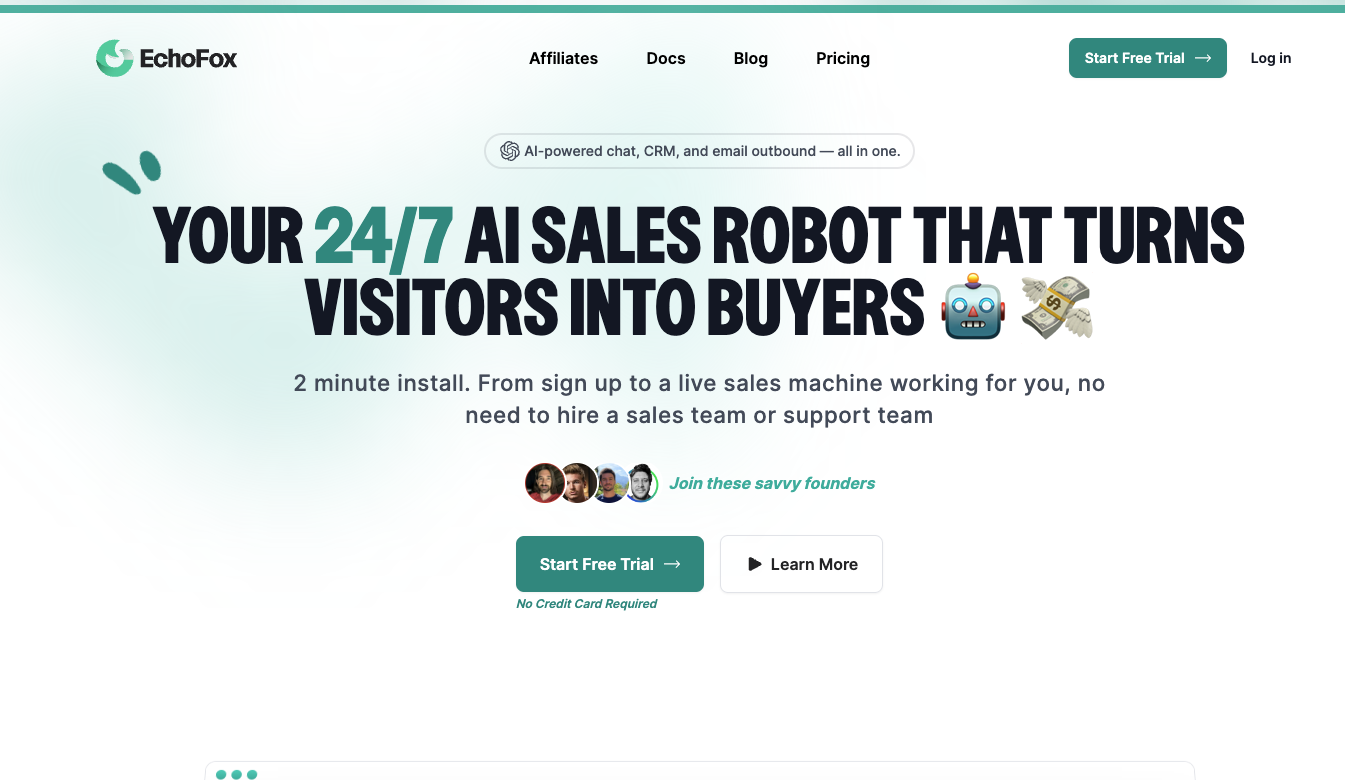 EchoFox
Affiliates
Docs
Blog
Pricing
Start Free Trial
Log in
AI-powered chat, CRM, and email outbound — all in one.
YOUR 24/7 AI SALES ROBOT THAT TURNS
VISITORS INTO BUYERS 🤖 💸
2 minute install. From sign up to a live sales machine working for you, no
need to hire a sales team or support team
Join these savvy founders
Start Free Trial
Learn More
No Credit Card Required